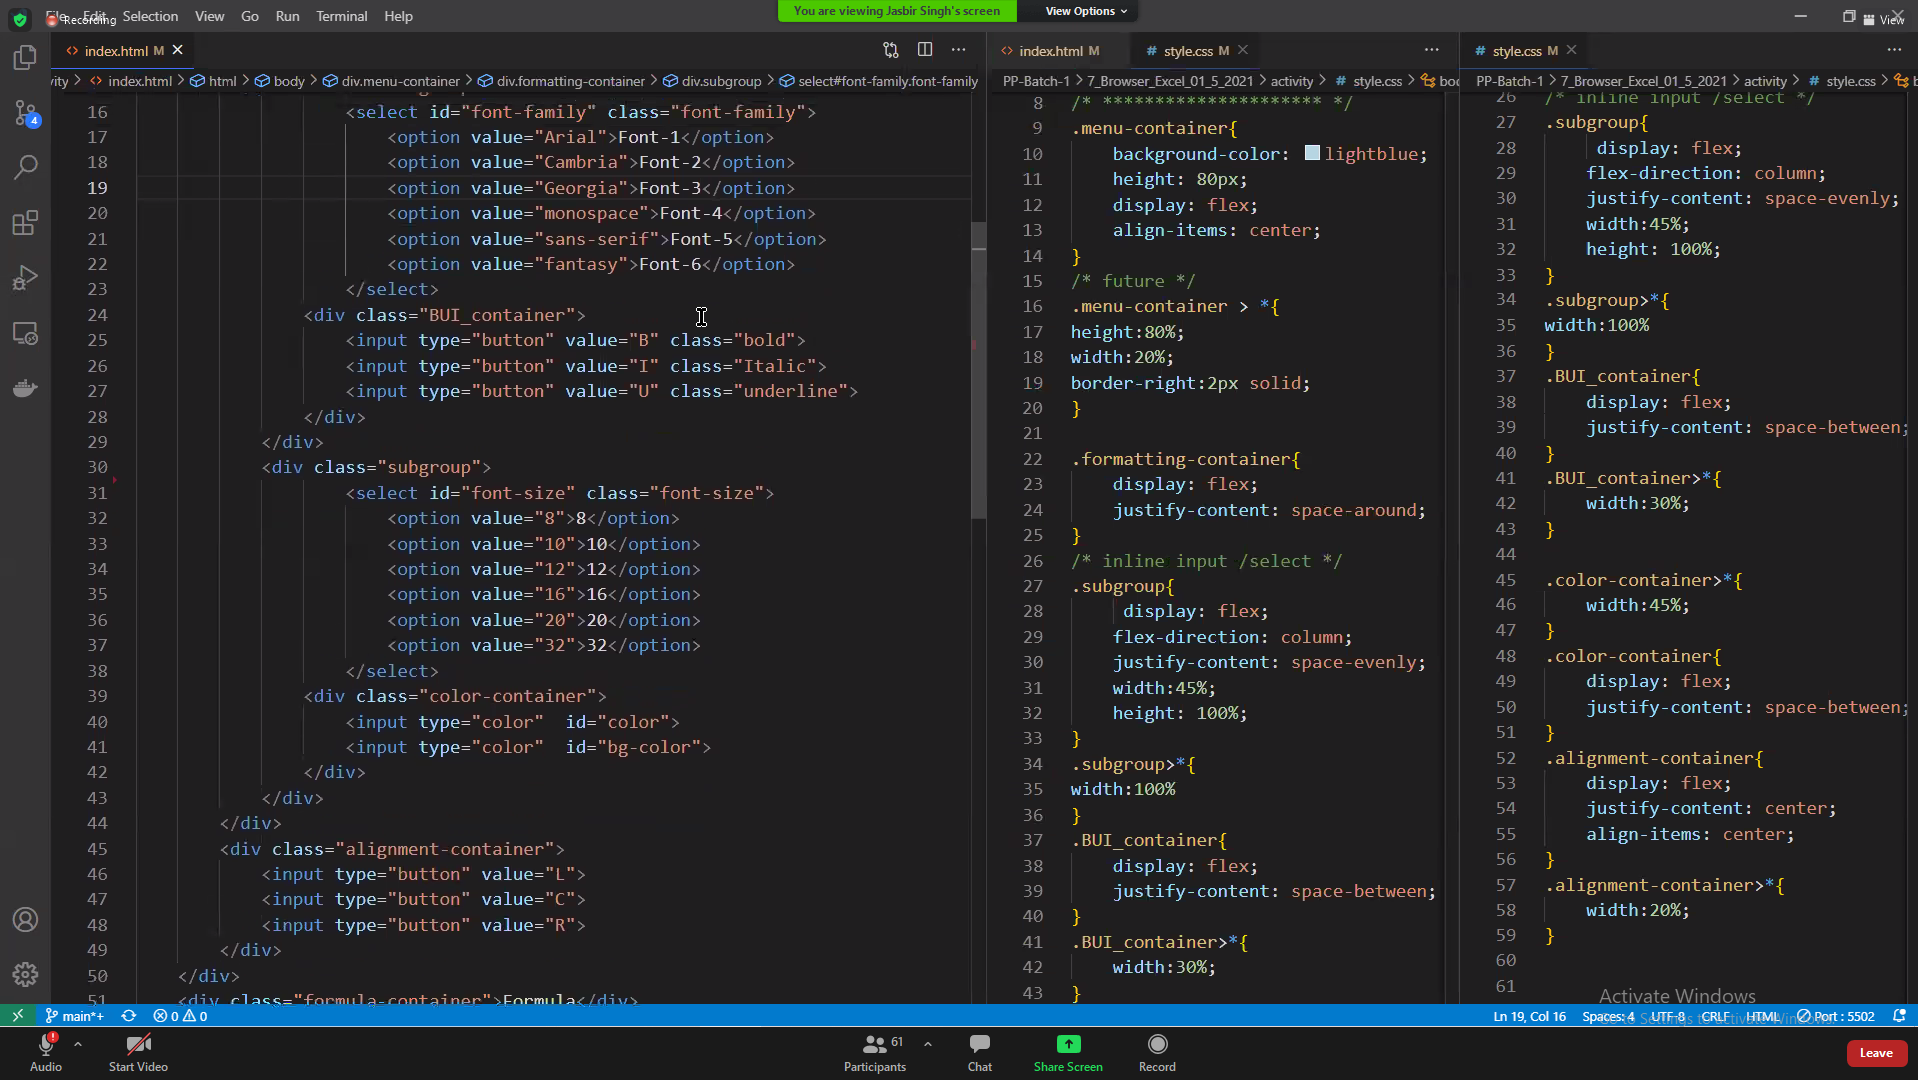 File Edit Selection View Go Run Terminal Help
Recording
You are viewing Jasbir Singh's screen
View Options
View
index.html M
index.html M
style.css M
style.css M
vity > index.html > html > body > div.menu-container > div.formatting-container > div.subgroup > select#font-family.font-family
PP-Batch-1 > 7_Browser_Excel_01_5_2021 > activity > style.css >
PP-Batch-1 > 7_Browser_Excel_01_5_2021 > activity > style.css >
16 <select id="font-family" class="font-family">
17 <option value="Arial">Font-1</option>
18 <option value="Cambria">Font-2</option>
19 <option value="Georgia">Font-3</option>
20 <option value="monospace">Font-4</option>
21 <option value="sans-serif">Font-5</option>
22 <option value="fantasy">Font-6</option>
23 </select>
24 <div class="BUI_container">
25 <input type="button" value="B" class="bold">
26 <input type="button" value="I" class="Italic">
27 <input type="button" value="U" class="underline">
28 </div>
29 </div>
30 <div class="subgroup">
31 <select id="font-size" class="font-size">
32 <option value="8">8</option>
33 <option value="10">10</option>
34 <option value="12">12</option>
35 <option value="16">16</option>
36 <option value="20">20</option>
37 <option value="32">32</option>
38 </select>
39 <div class="color-container">
40 <input type="color"  id="color">
41 <input type="color"  id="bg-color">
42 </div>
43 </div>
44 </div>
45 <div class="alignment-container">
46 <input type="button" value="L">
47 <input type="button" value="C">
48 <input type="button" value="R">
49 </div>
50 </div>
51 <div class="formula-container">Formula</div>
8 /* ********************* */
9 .menu-container{
10 background-color: lightblue;
11 height: 80px;
12 display: flex;
13 align-items: center;
14 }
15 /* future */
16 .menu-container > *{
17 height:80%;
18 width:20%;
19 border-right:2px solid;
20 }
21
22 .formatting-container{
23 display: flex;
24 justify-content: space-around;
25 }
26 /* inline input /select */
27 .subgroup{
28 display: flex;
29 flex-direction: column;
30 justify-content: space-evenly;
31 width:45%;
32 height: 100%;
33 }
34 .subgroup>*{
35 width:100%
36 }
37 .BUI_container{
38 display: flex;
39 justify-content: space-between;
40 }
41 .BUI_container>*{
42 width:30%;
43 }
26 /* inline input /select */
27 .subgroup{
28 display: flex;
29 flex-direction: column;
30 justify-content: space-evenly;
31 width:45%;
32 height: 100%;
33 }
34 .subgroup>*{
35 width:100%
36 }
37 .BUI_container{
38 display: flex;
39 justify-content: space-between;
40 }
41 .BUI_container>*{
42 width:30%;
43 }
44
45 .color-container>*{
46 width:45%;
47 }
48 .color-container{
49 display: flex;
50 justify-content: space-between;
51 }
52 .alignment-container{
53 display: flex;
54 justify-content: center;
55 align-items: center;
56 }
57 .alignment-container>*{
58 width:20%;
59 }
60
61
4
Activate Windows
Go to Settings to activate Windows.
main*+ 0 0
Ln 19, Col 16 Spaces: 4 UTF-8 CRLF HTML Port : 5502
Audio Start Video Participants 61 Chat Share Screen Record Leave